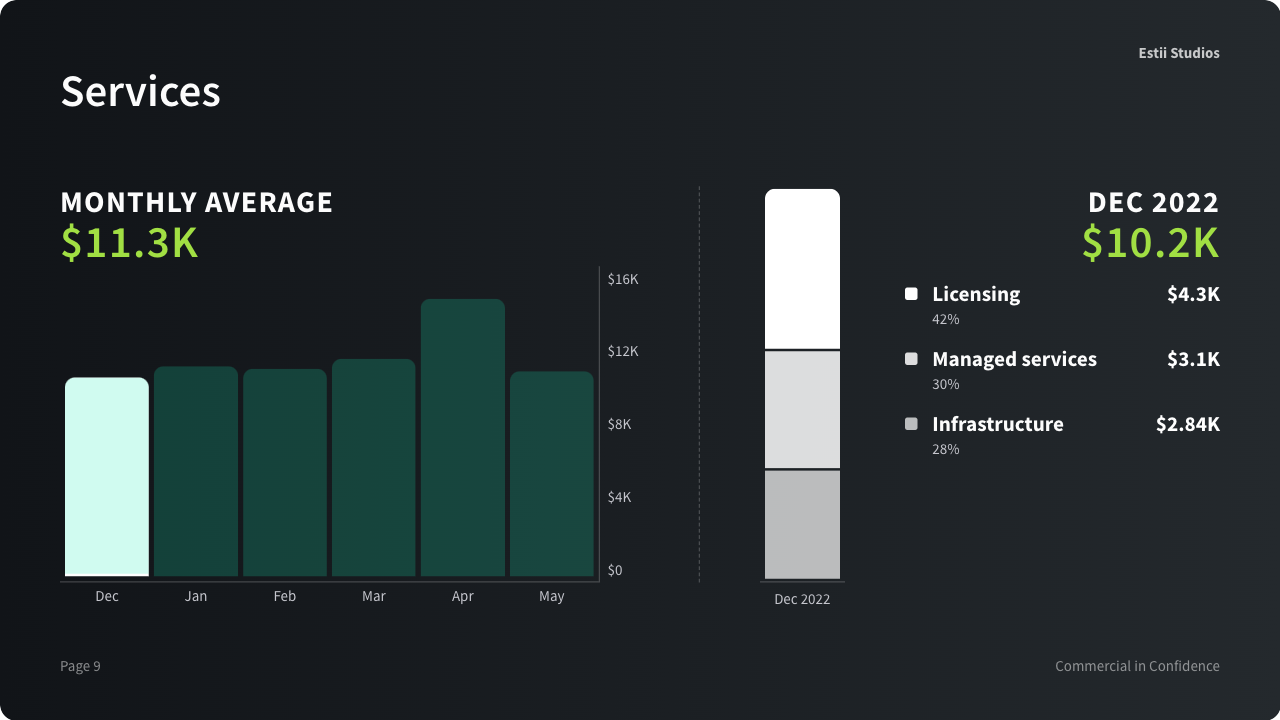 Estii Studios
Services
MONTHLY AVERAGE
$11.3K
$16K
$12K
$8K
$4K
$0
Dec Jan Feb Mar Apr May
Dec 2022
DEC 2022
$10.2K
Licensing $4.3K
42%
Managed services $3.1K
30%
Infrastructure $2.84K
28%
Page 9
Commercial in Confidence